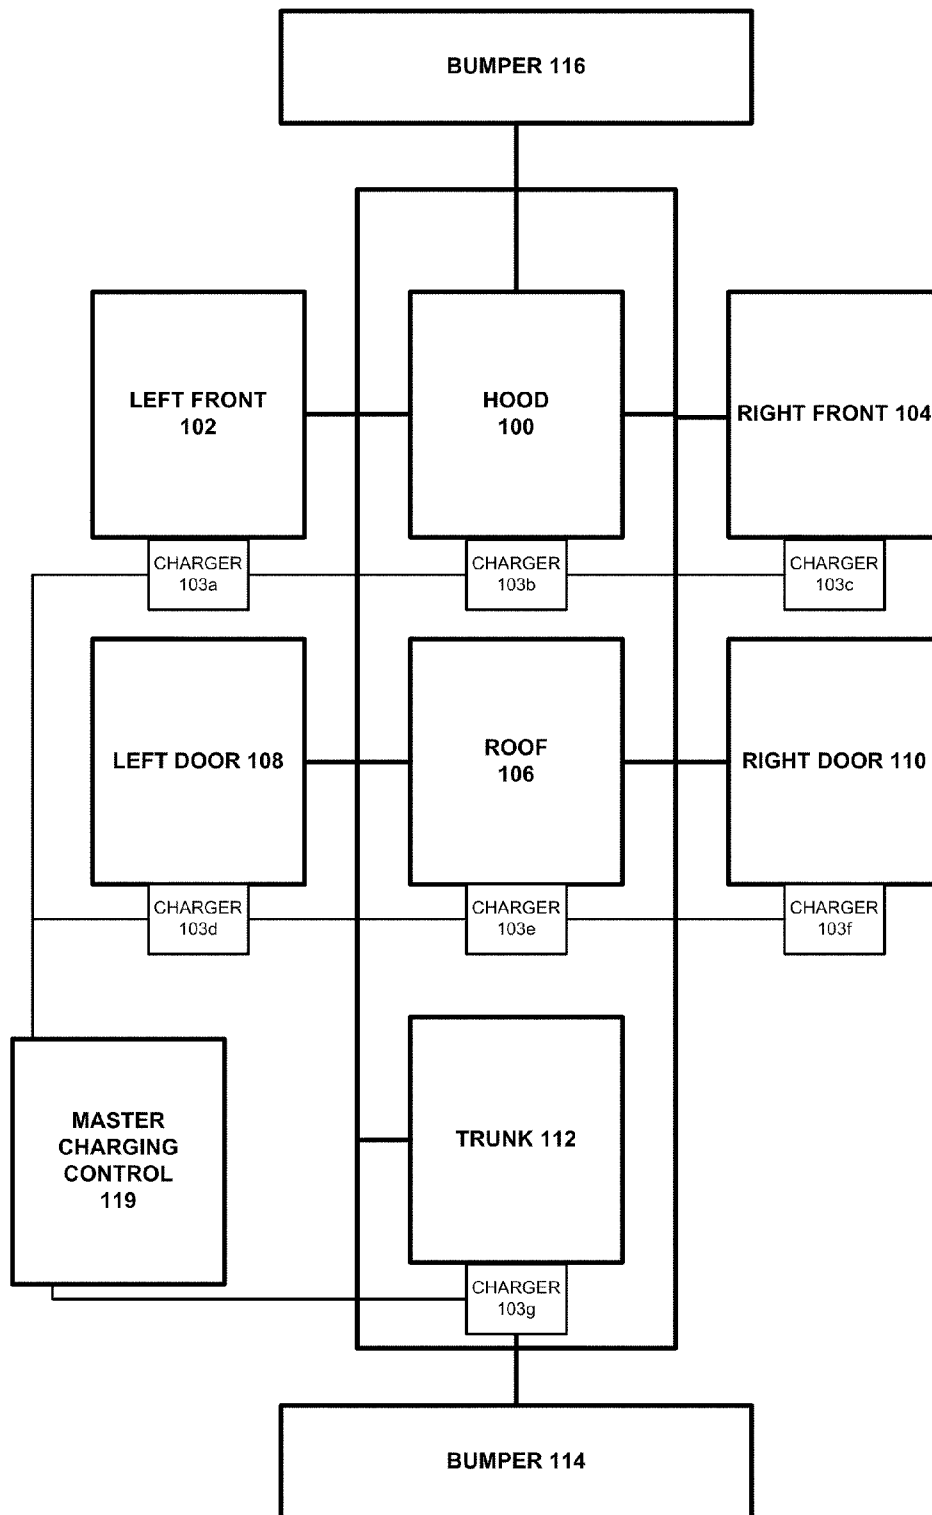 BUMPER 116
LEFT FRONT
102
HOOD
100
RIGHT FRONT 104
CHARGER
103a
CHARGER
103b
CHARGER
103c
LEFT DOOR 108
ROOF
106
RIGHT DOOR 110
CHARGER
103d
CHARGER
103e
CHARGER
103f
MASTER
CHARGING
CONTROL
119
TRUNK 112
CHARGER
103g
BUMPER 114